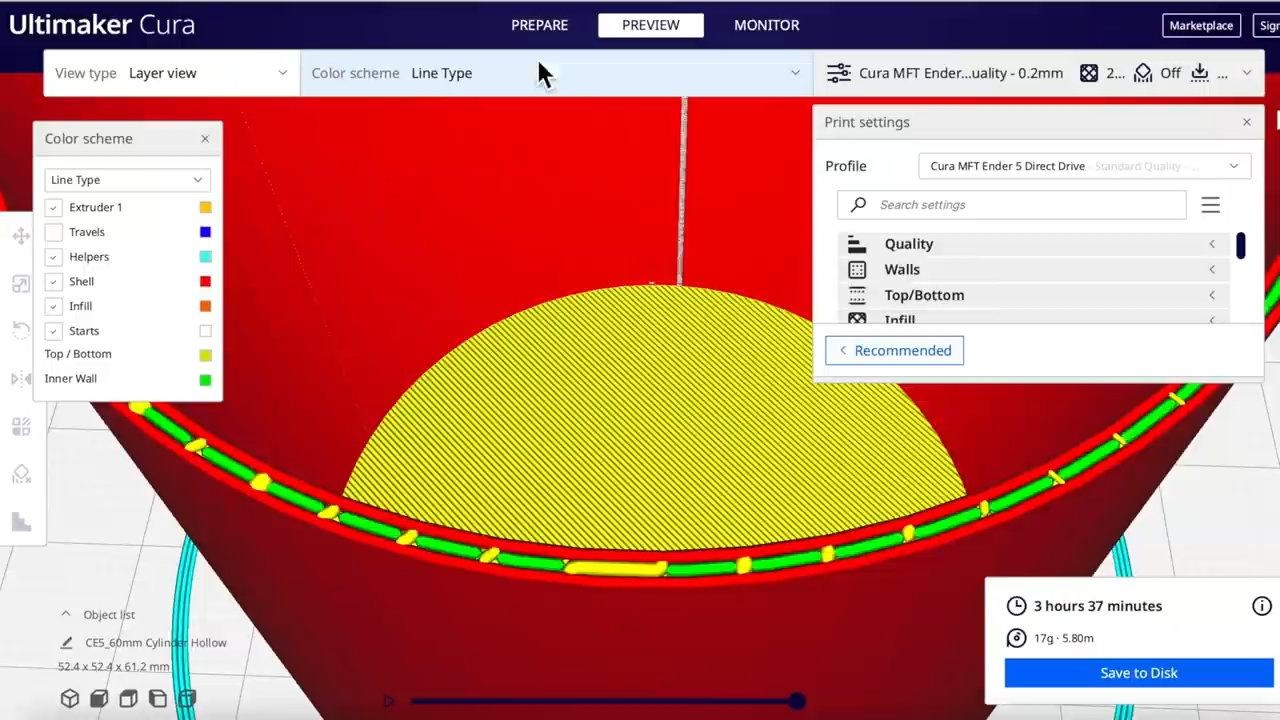 Ultimaker Cura
PREPARE
PREVIEW
MONITOR
Marketplace
Sign
View type Layer view
Color scheme Line Type
Cura MFT Ender...uality - 0.2mm
2...
Off
...
Color scheme
Line Type
Extruder 1
Travels
Helpers
Shell
Infill
Starts
Top / Bottom
Inner Wall
Print settings
Profile
Cura MFT Ender 5 Direct Drive - Standard Quality - ...
Search settings
Quality
Walls
Top/Bottom
Infill
Recommended
Object list
CE5_60mm Cylinder Hollow
52.4 x 52.4 x 61.2 mm
3 hours 37 minutes
17g · 5.80m
Save to Disk